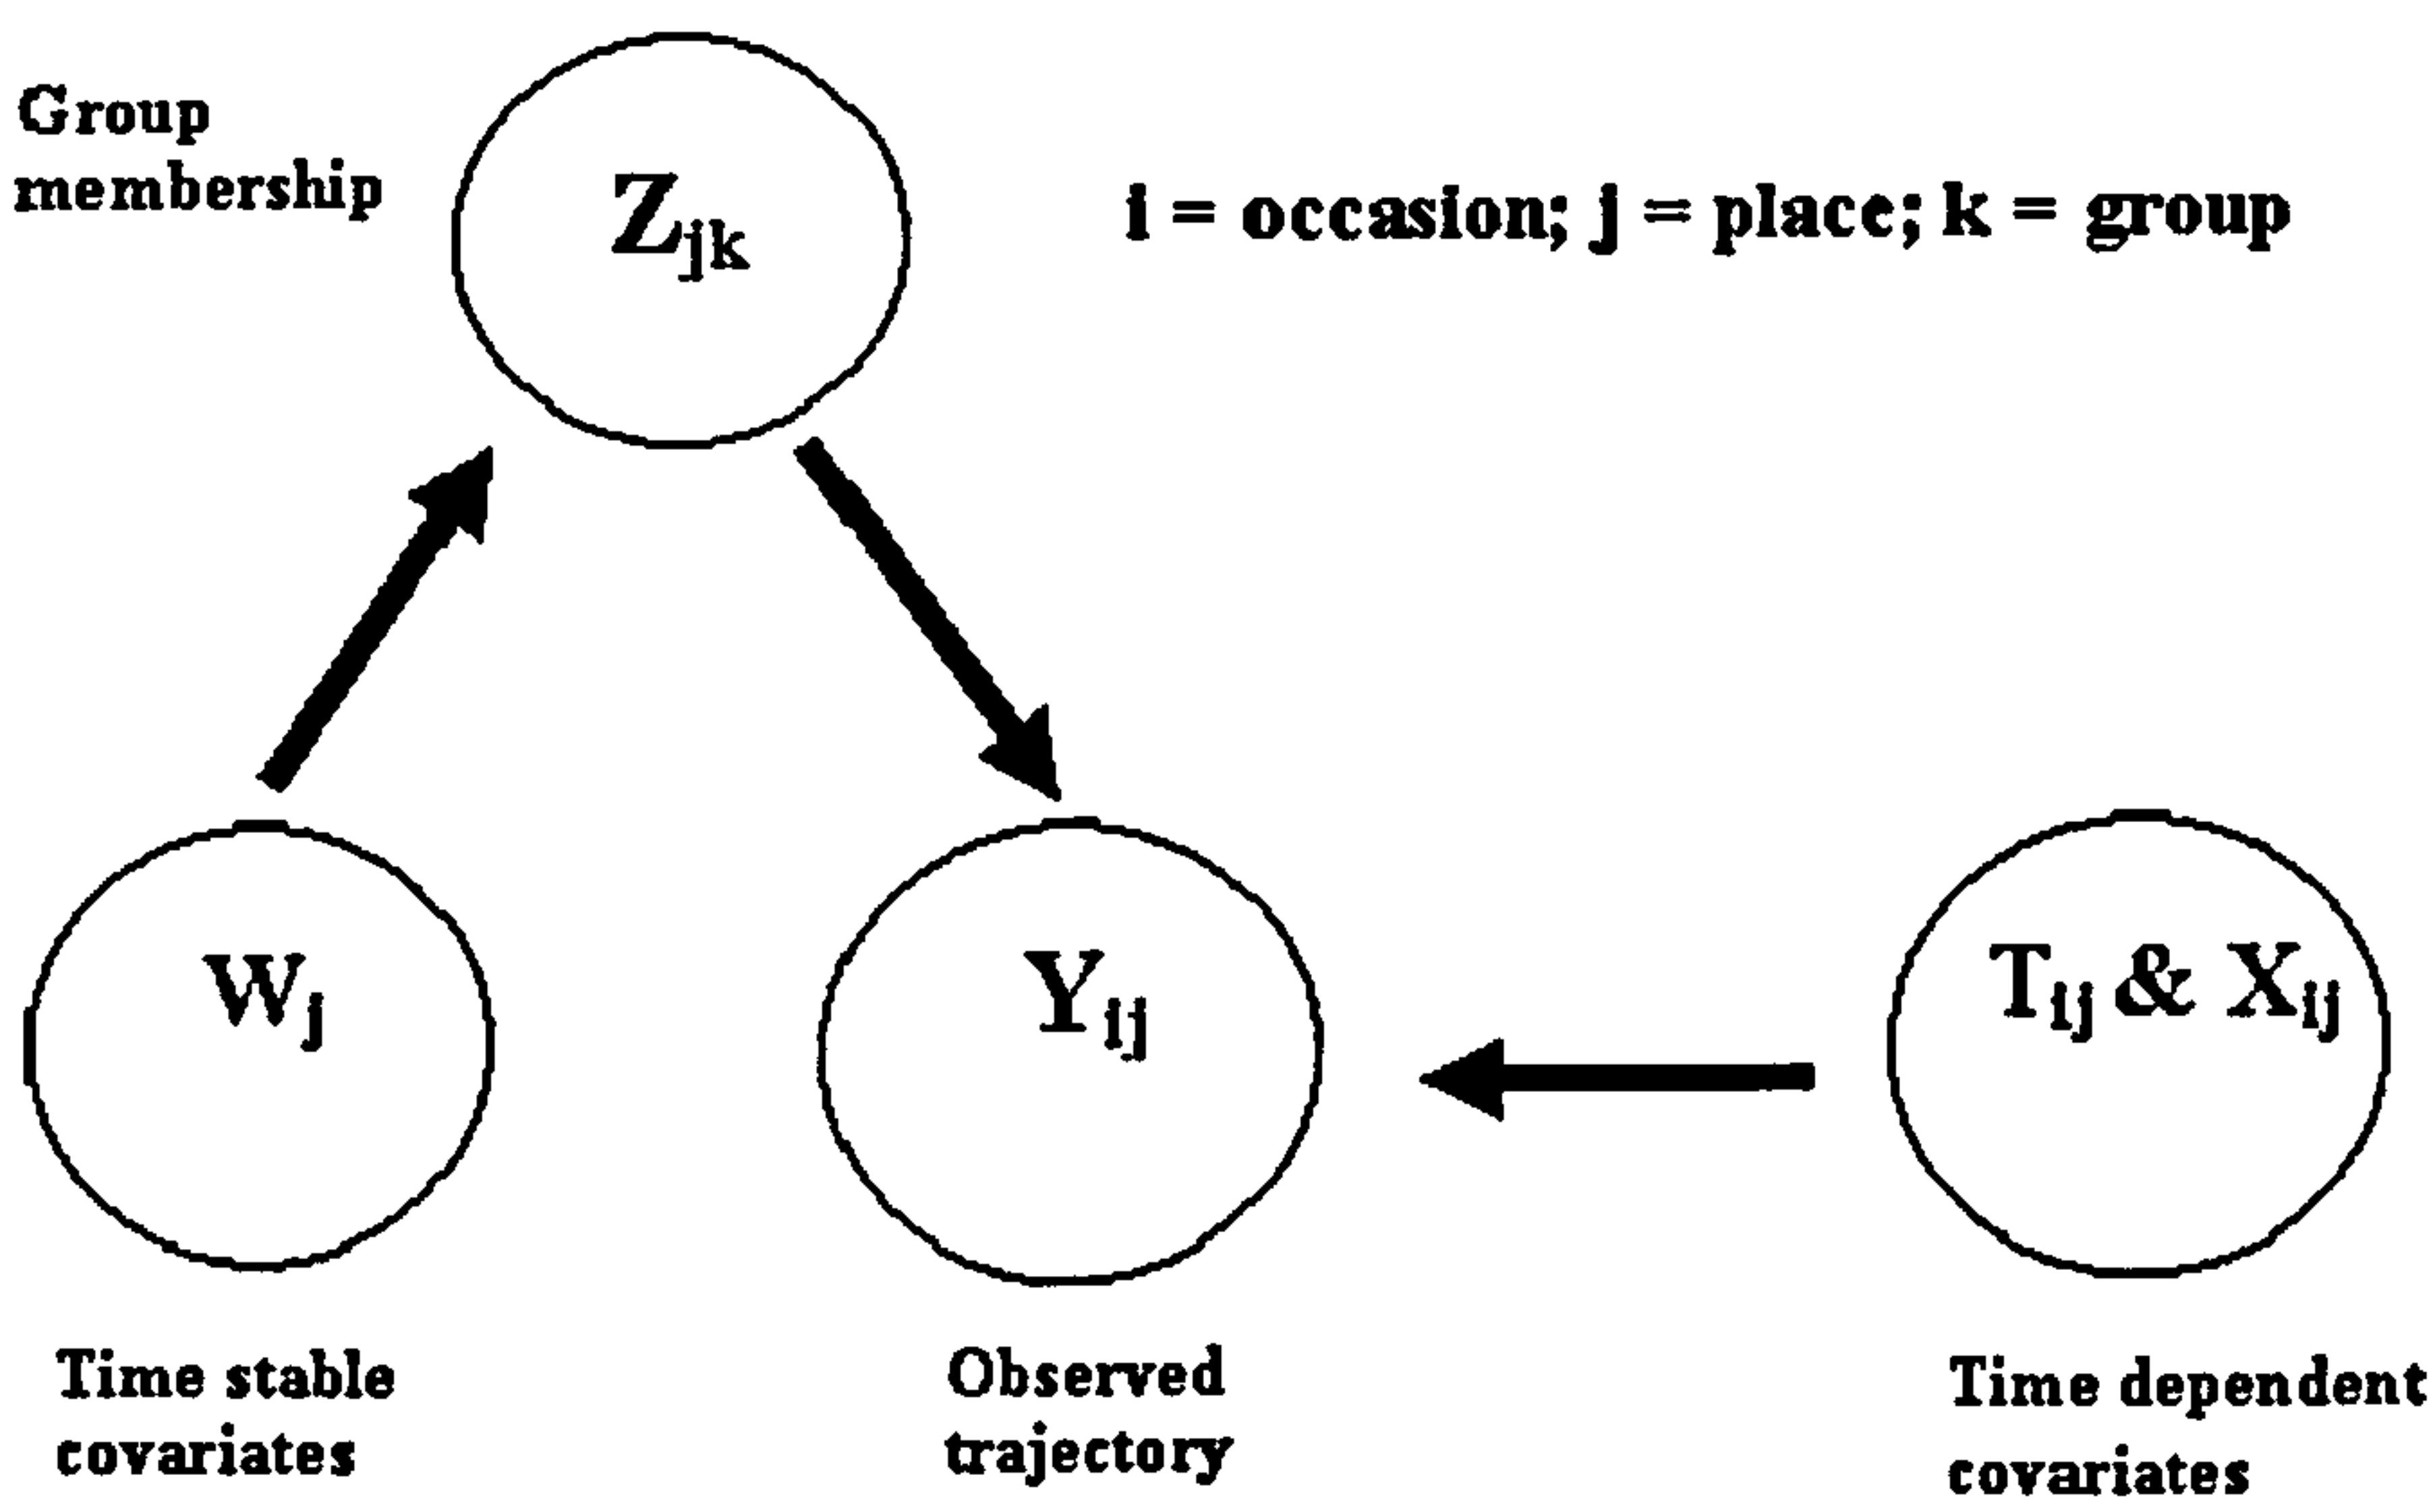 Group
membership
Zjk
i = occasion; j = place; k = group
Wj
Yij
Tij & Xij
Time stable
covariates
Observed
trajectory
Time dependent
covariates